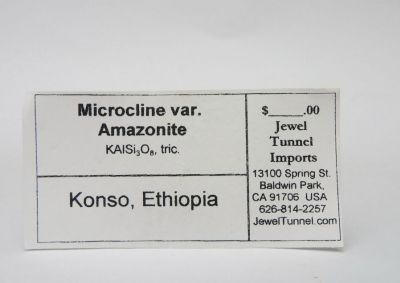 Microcline var.
Amazonite
KAlSi₃O₈, tric.
Konso, Ethiopia
$_____.00
Jewel
Tunnel
Imports
13100 Spring St.
Baldwin Park,
CA 91706 USA
626-814-2257
JewelTunnel.com